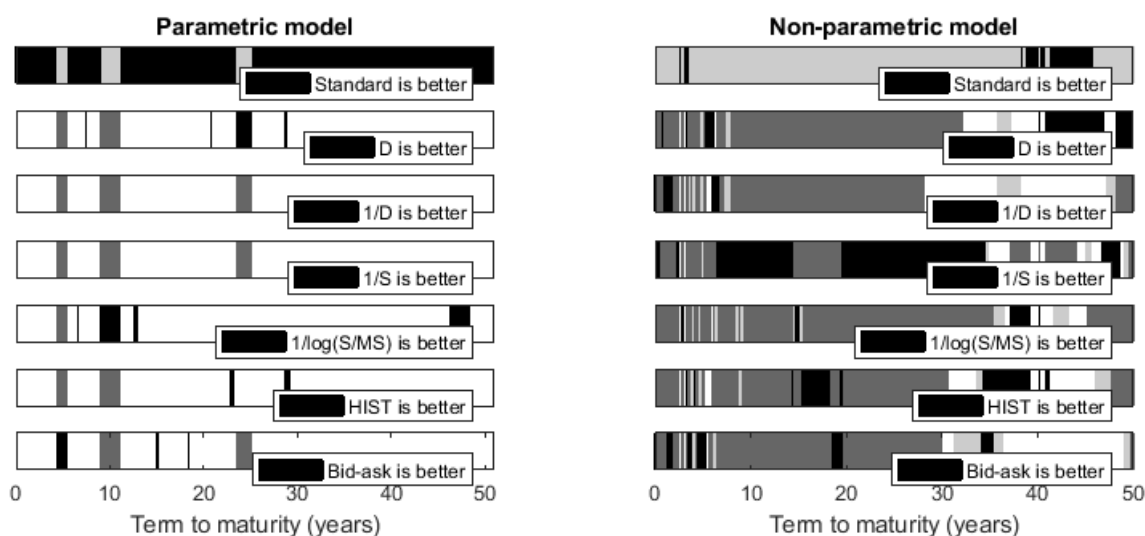 Parametric model
Standard is better
D is better
1/D is better
1/S is better
1/log(S/MS) is better
HIST is better
Bid-ask is better
0 10 20 30 40 50
Term to maturity (years)
Non-parametric model
Standard is better
D is better
1/D is better
1/S is better
1/log(S/MS) is better
HIST is better
Bid-ask is better
0 10 20 30 40 50
Term to maturity (years)